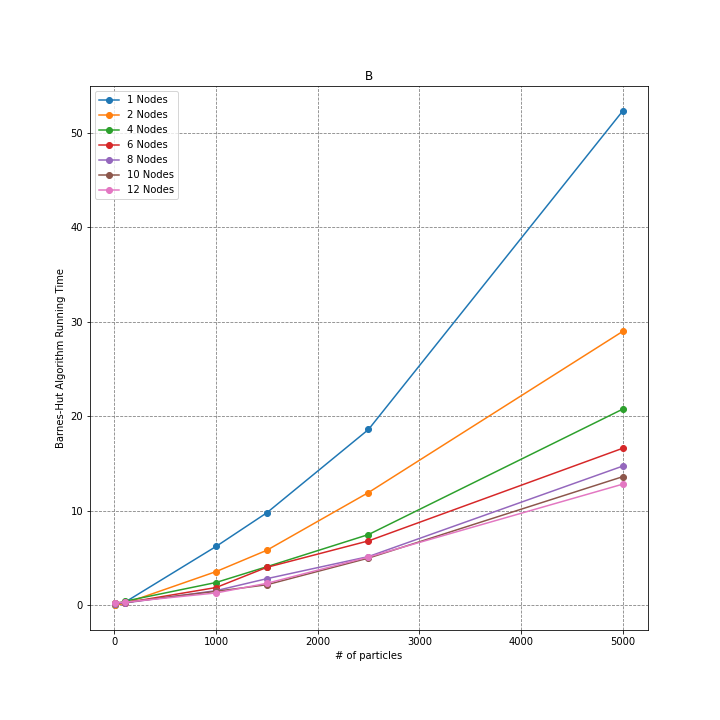 B
1 Nodes
2 Nodes
4 Nodes
6 Nodes
8 Nodes
10 Nodes
12 Nodes
50
40
30
20
10
0
Barnes-Hut Algorithm Running Time
0 1000 2000 3000 4000 5000
# of particles